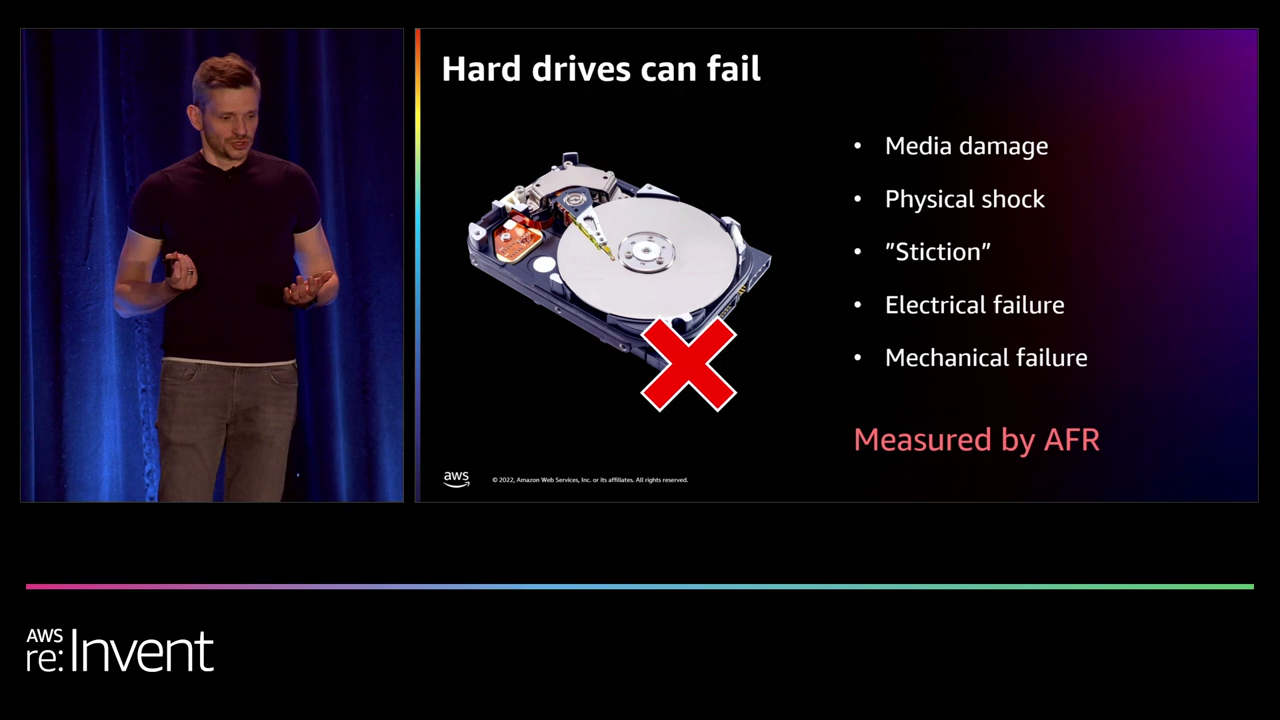 Hard drives can fail
• Media damage
• Physical shock
• ”Stiction”
• Electrical failure
• Mechanical failure
Measured by AFR
aws
© 2022, Amazon Web Services, Inc. or its affiliates. All rights reserved.
AWS
re:Invent